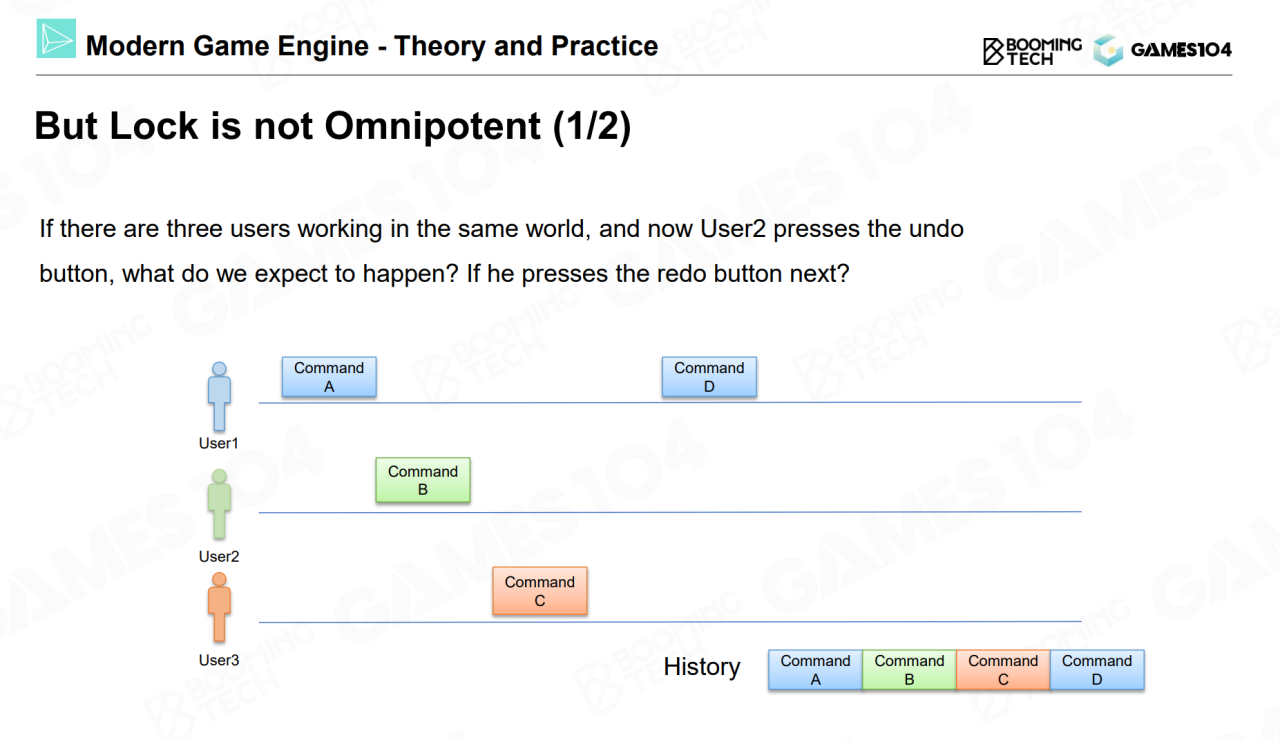 Modern Game Engine - Theory and Practice
BOOMING
TECH
GAMES104
But Lock is not Omnipotent (1/2)
If there are three users working in the same world, and now User2 presses the undo
button, what do we expect to happen? If he presses the redo button next?
Command
A
Command
D
User1
Command
B
User2
Command
C
User3
History
Command
A
Command
B
Command
C
Command
D